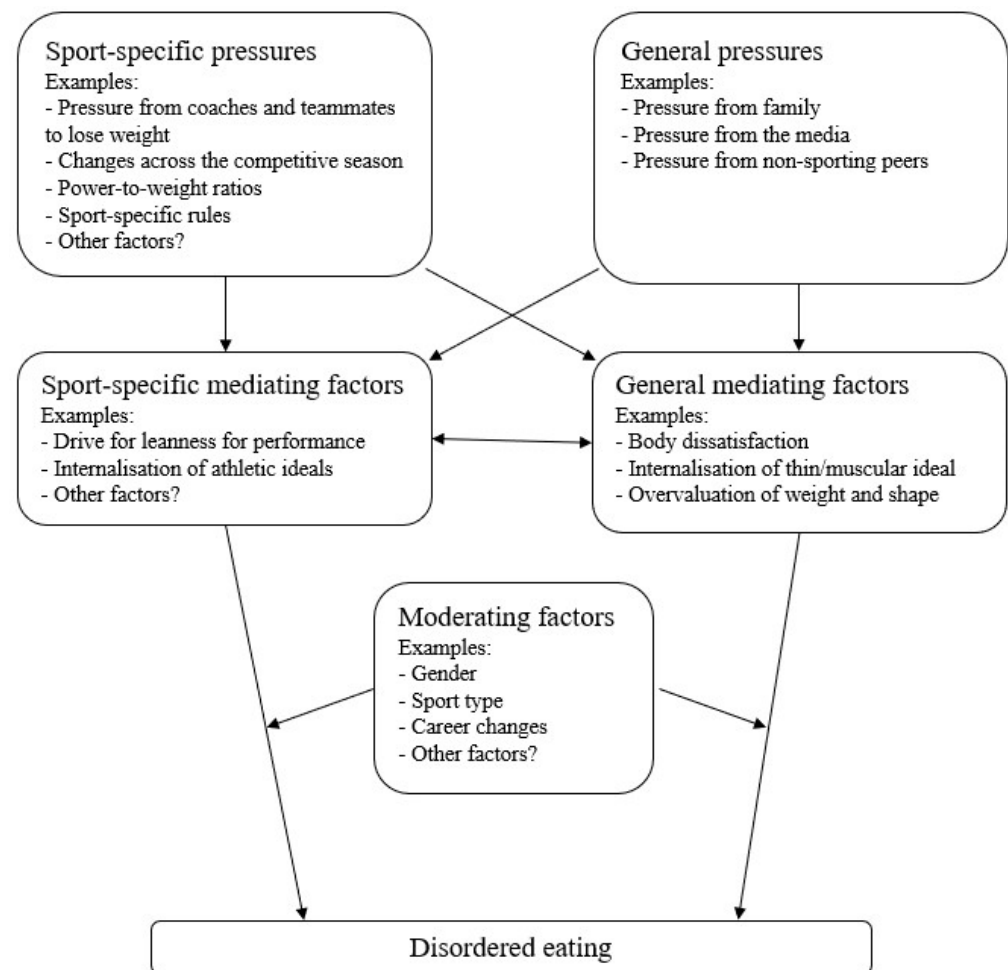 Sport-specific pressures
Examples:
- Pressure from coaches and teammates
to lose weight
- Changes across the competitive season
- Power-to-weight ratios
- Sport-specific rules
- Other factors?
General pressures
Examples:
- Pressure from family
- Pressure from the media
- Pressure from non-sporting peers
Sport-specific mediating factors
Examples:
- Drive for leanness for performance
- Internalisation of athletic ideals
- Other factors?
General mediating factors
Examples:
- Body dissatisfaction
- Internalisation of thin/muscular ideal
- Overvaluation of weight and shape
Moderating factors
Examples:
- Gender
- Sport type
- Career changes
- Other factors?
Disordered eating